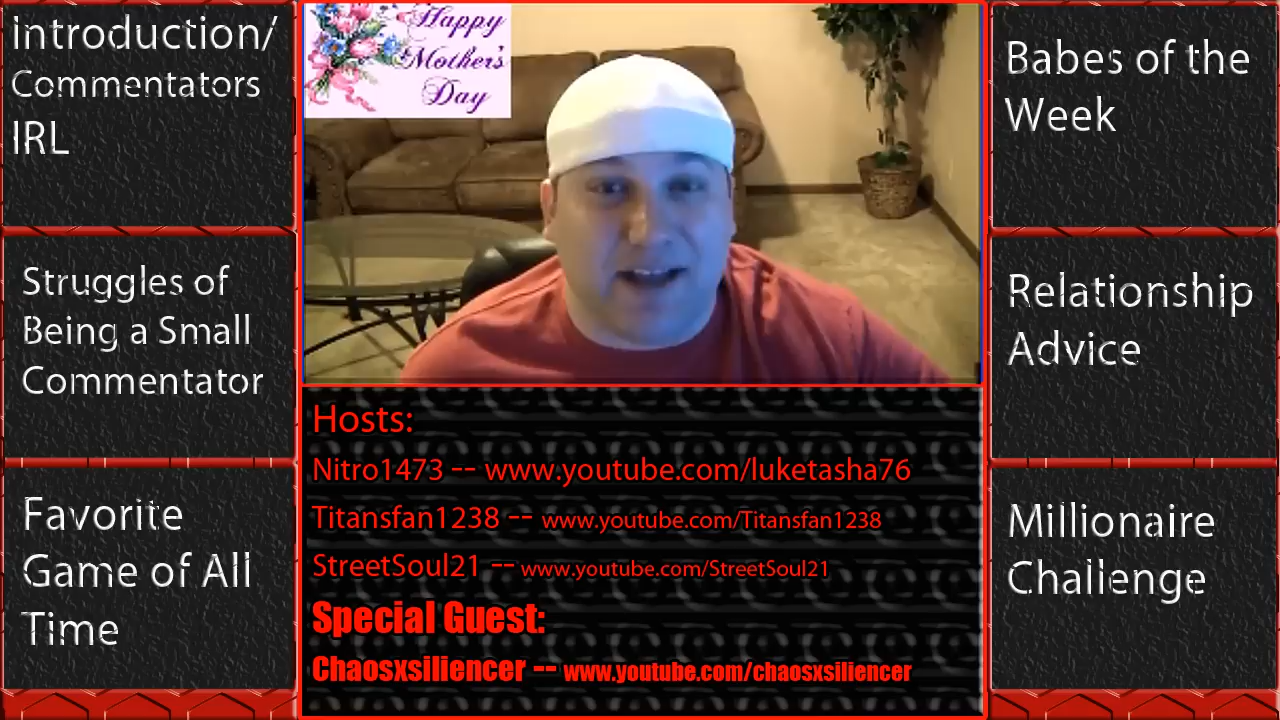 Introduction/
Commentators
IRL
Struggles of
Being a Small
Commentator
Favorite
Game of All
Time
Happy
Mother's
Day
Hosts:
Nitro1473 -- www.youtube.com/luketasha76
Titansfan1238 -- www.youtube.com/Titansfan1238
StreetSoul21 -- www.youtube.com/StreetSoul21
Special Guest:
Chaosxsiliencer -- www.youtube.com/chaosxsiliencer
Babes of the
Week
Relationship
Advice
Millionaire
Challenge